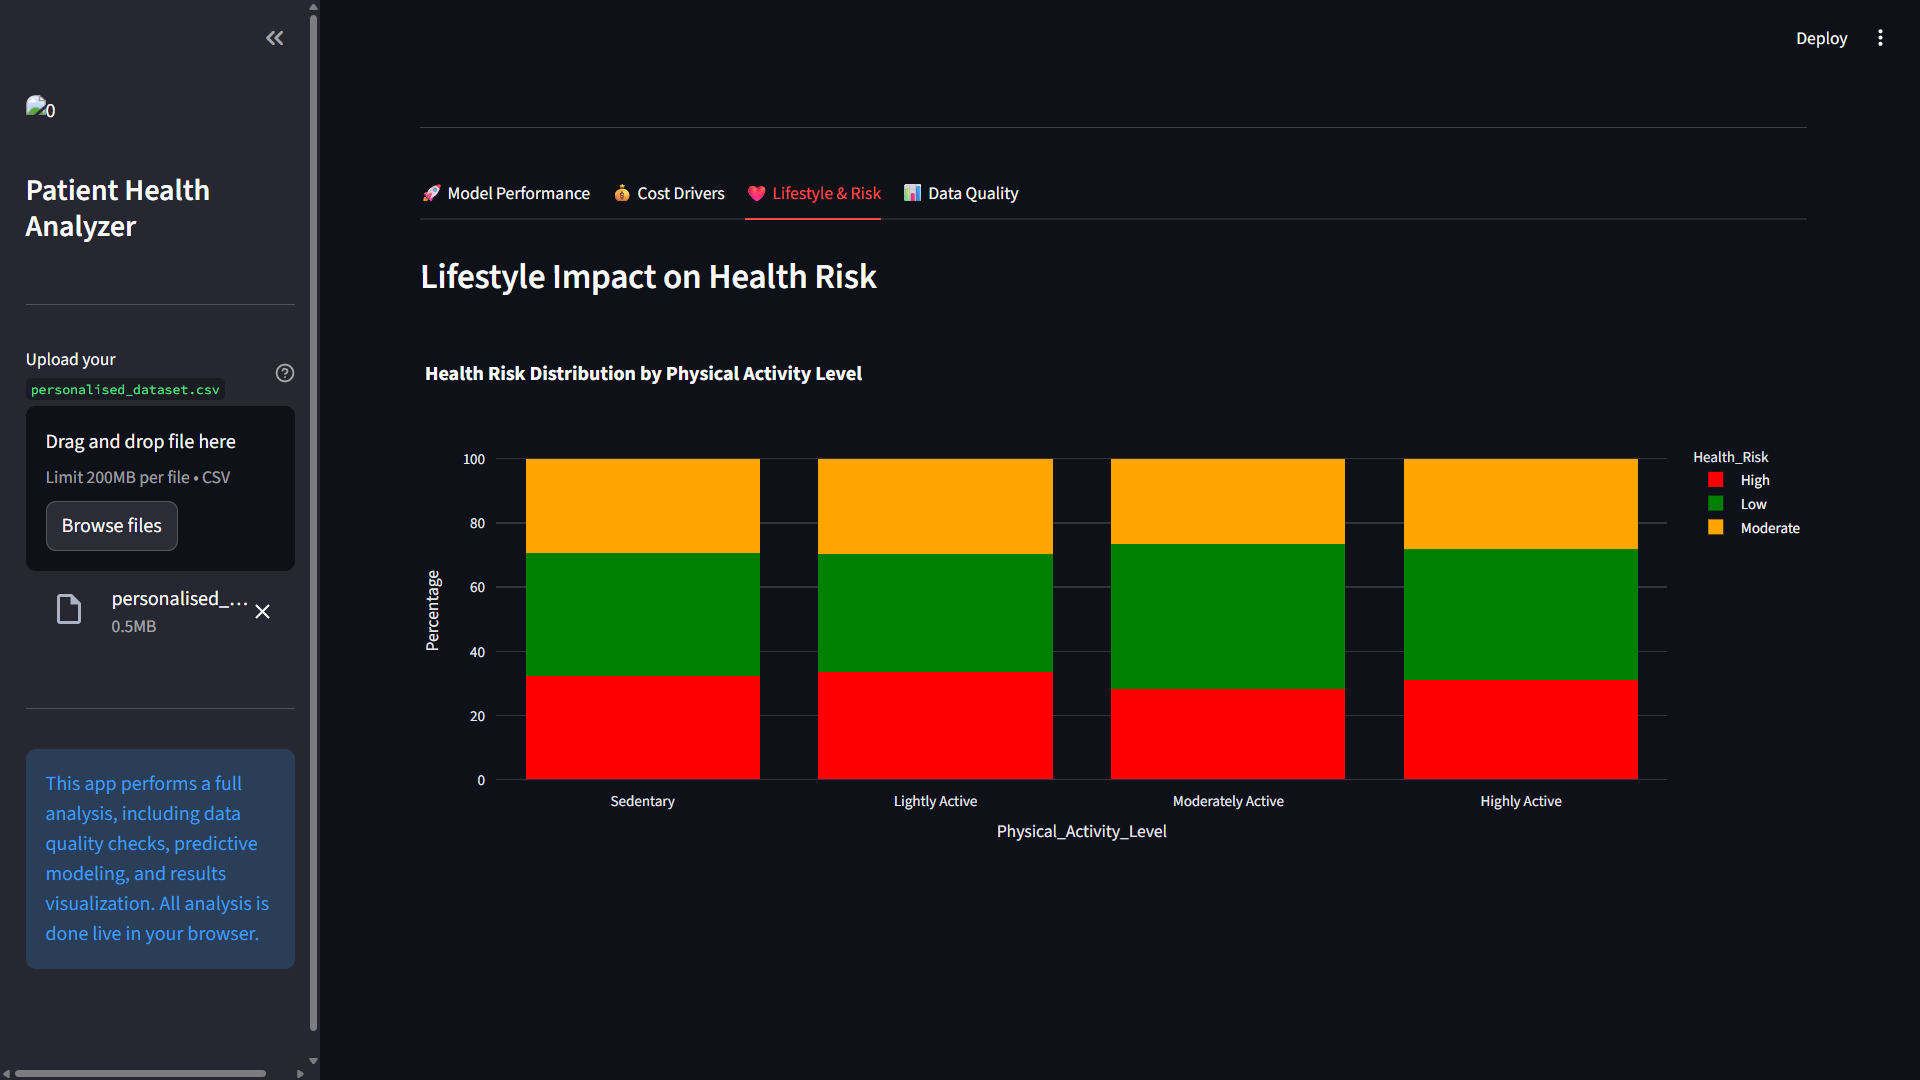 0
Patient Health
Analyzer
Upload your
personalised_dataset.csv
Drag and drop file here
Limit 200MB per file • CSV
Browse files
personalised_...
0.5MB
This app performs a full
analysis, including data
quality checks, predictive
modeling, and results
visualization. All analysis is
done live in your browser.
Deploy
🚀 Model Performance 💰 Cost Drivers ❤️ Lifestyle & Risk 📊 Data Quality
Lifestyle Impact on Health Risk
Health Risk Distribution by Physical Activity Level
Percentage
100
80
60
40
20
0
Sedentary Lightly Active Moderately Active Highly Active
Physical_Activity_Level
Health_Risk
High
Low
Moderate